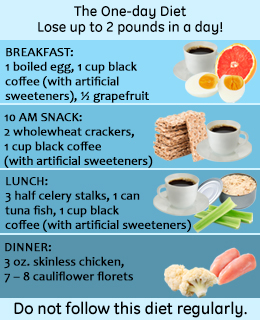 The One-day Diet
Lose up to 2 pounds in a day!
BREAKFAST:
1 boiled egg, 1 cup black
coffee (with artificial
sweeteners), ½ grapefruit
10 AM SNACK:
2 wholewheat crackers,
1 cup black coffee
(with artificial sweeteners)
LUNCH:
3 half celery stalks, 1 can
tuna fish, 1 cup black
coffee (with artificial sweeteners)
DINNER:
3 oz. skinless chicken,
7 – 8 cauliflower florets
Do not follow this diet regularly.